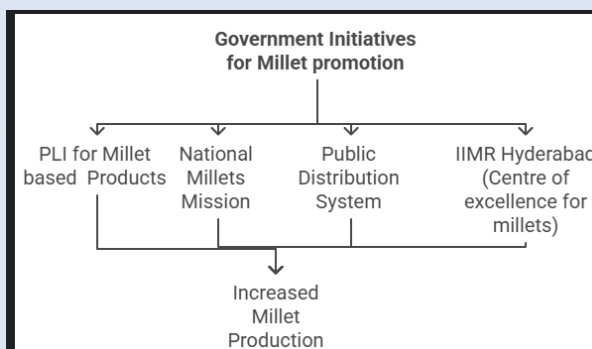 Government Initiatives
for Millet promotion
PLI for Millet
based Products
National
Millets
Mission
Public
Distribution
System
IIMR Hyderabad
(Centre of
excellence for
millets)
Increased
Millet
Production